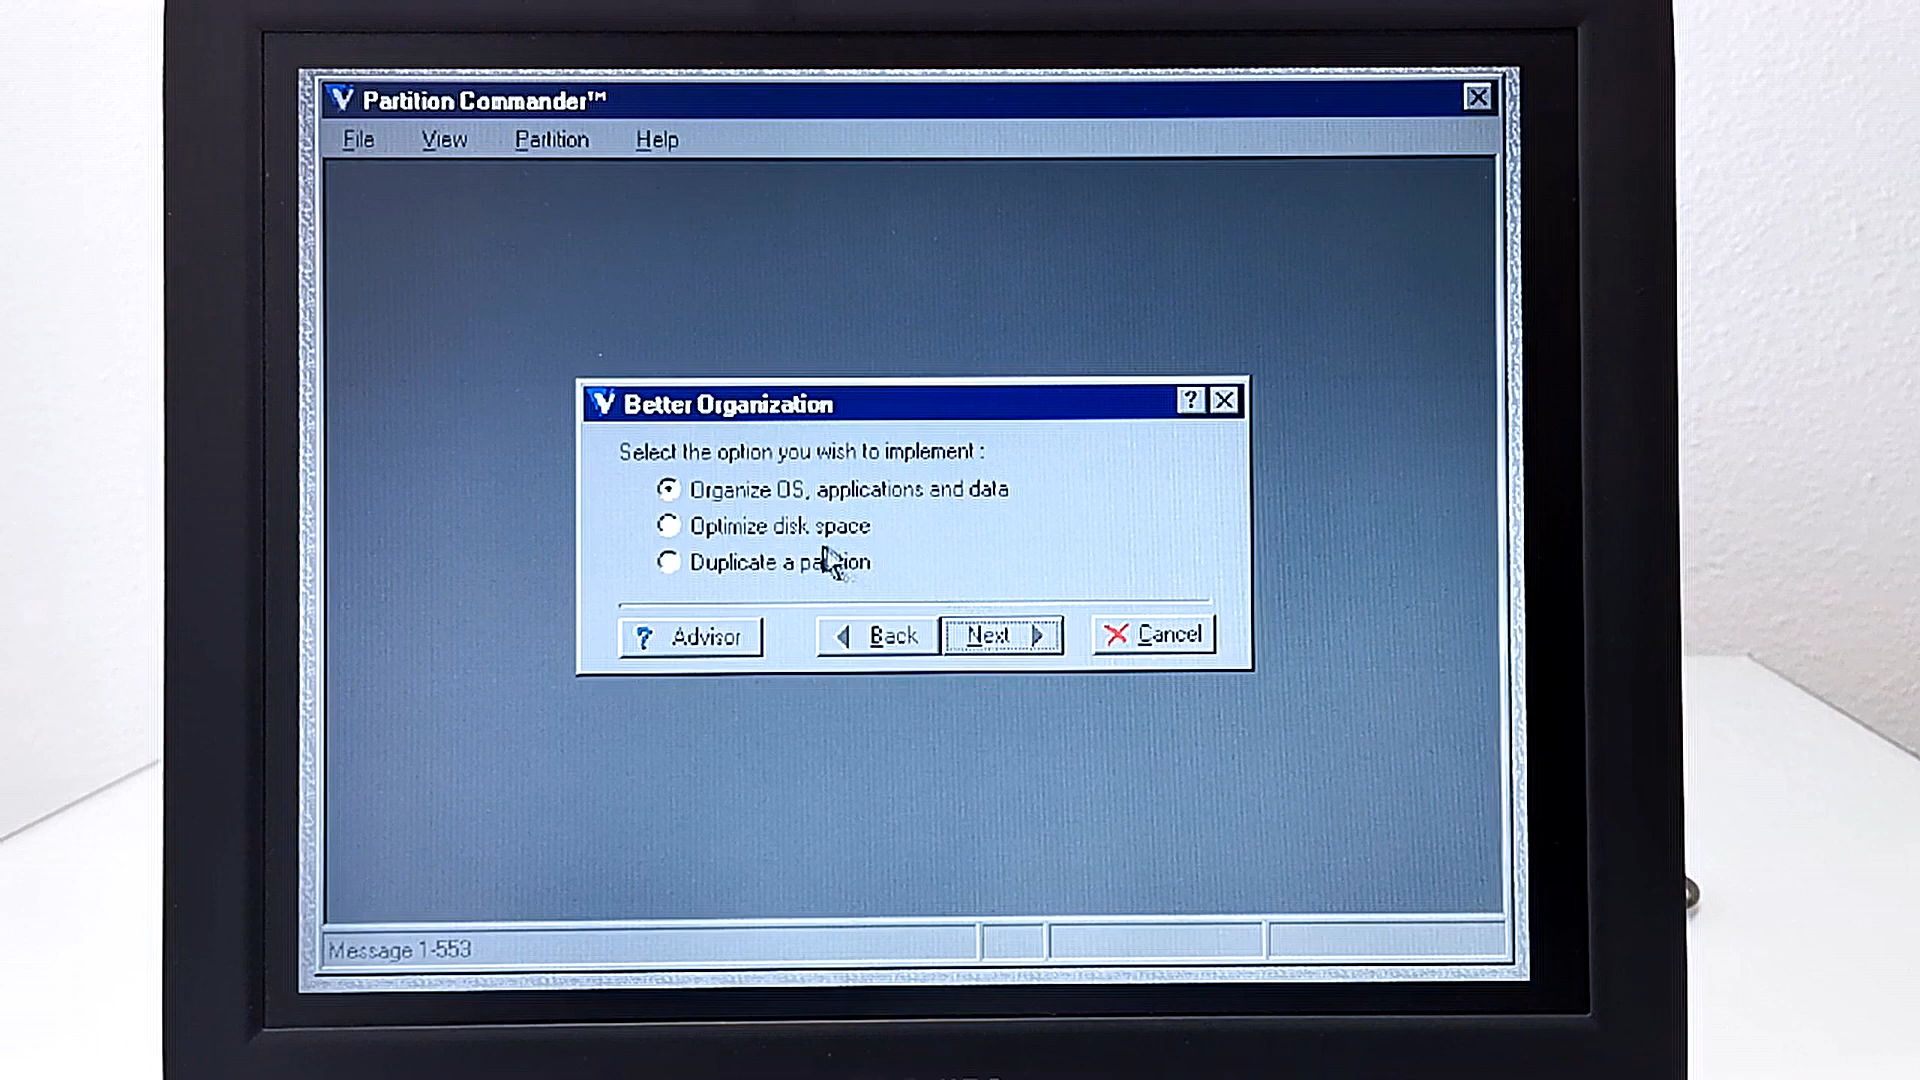 Partition Commander™
File View Partition Help
Better Organization
Select the option you wish to implement :
Organize OS, applications and data
Optimize disk space
Duplicate a partition
? Advisor Back Next Cancel
Message 1-553